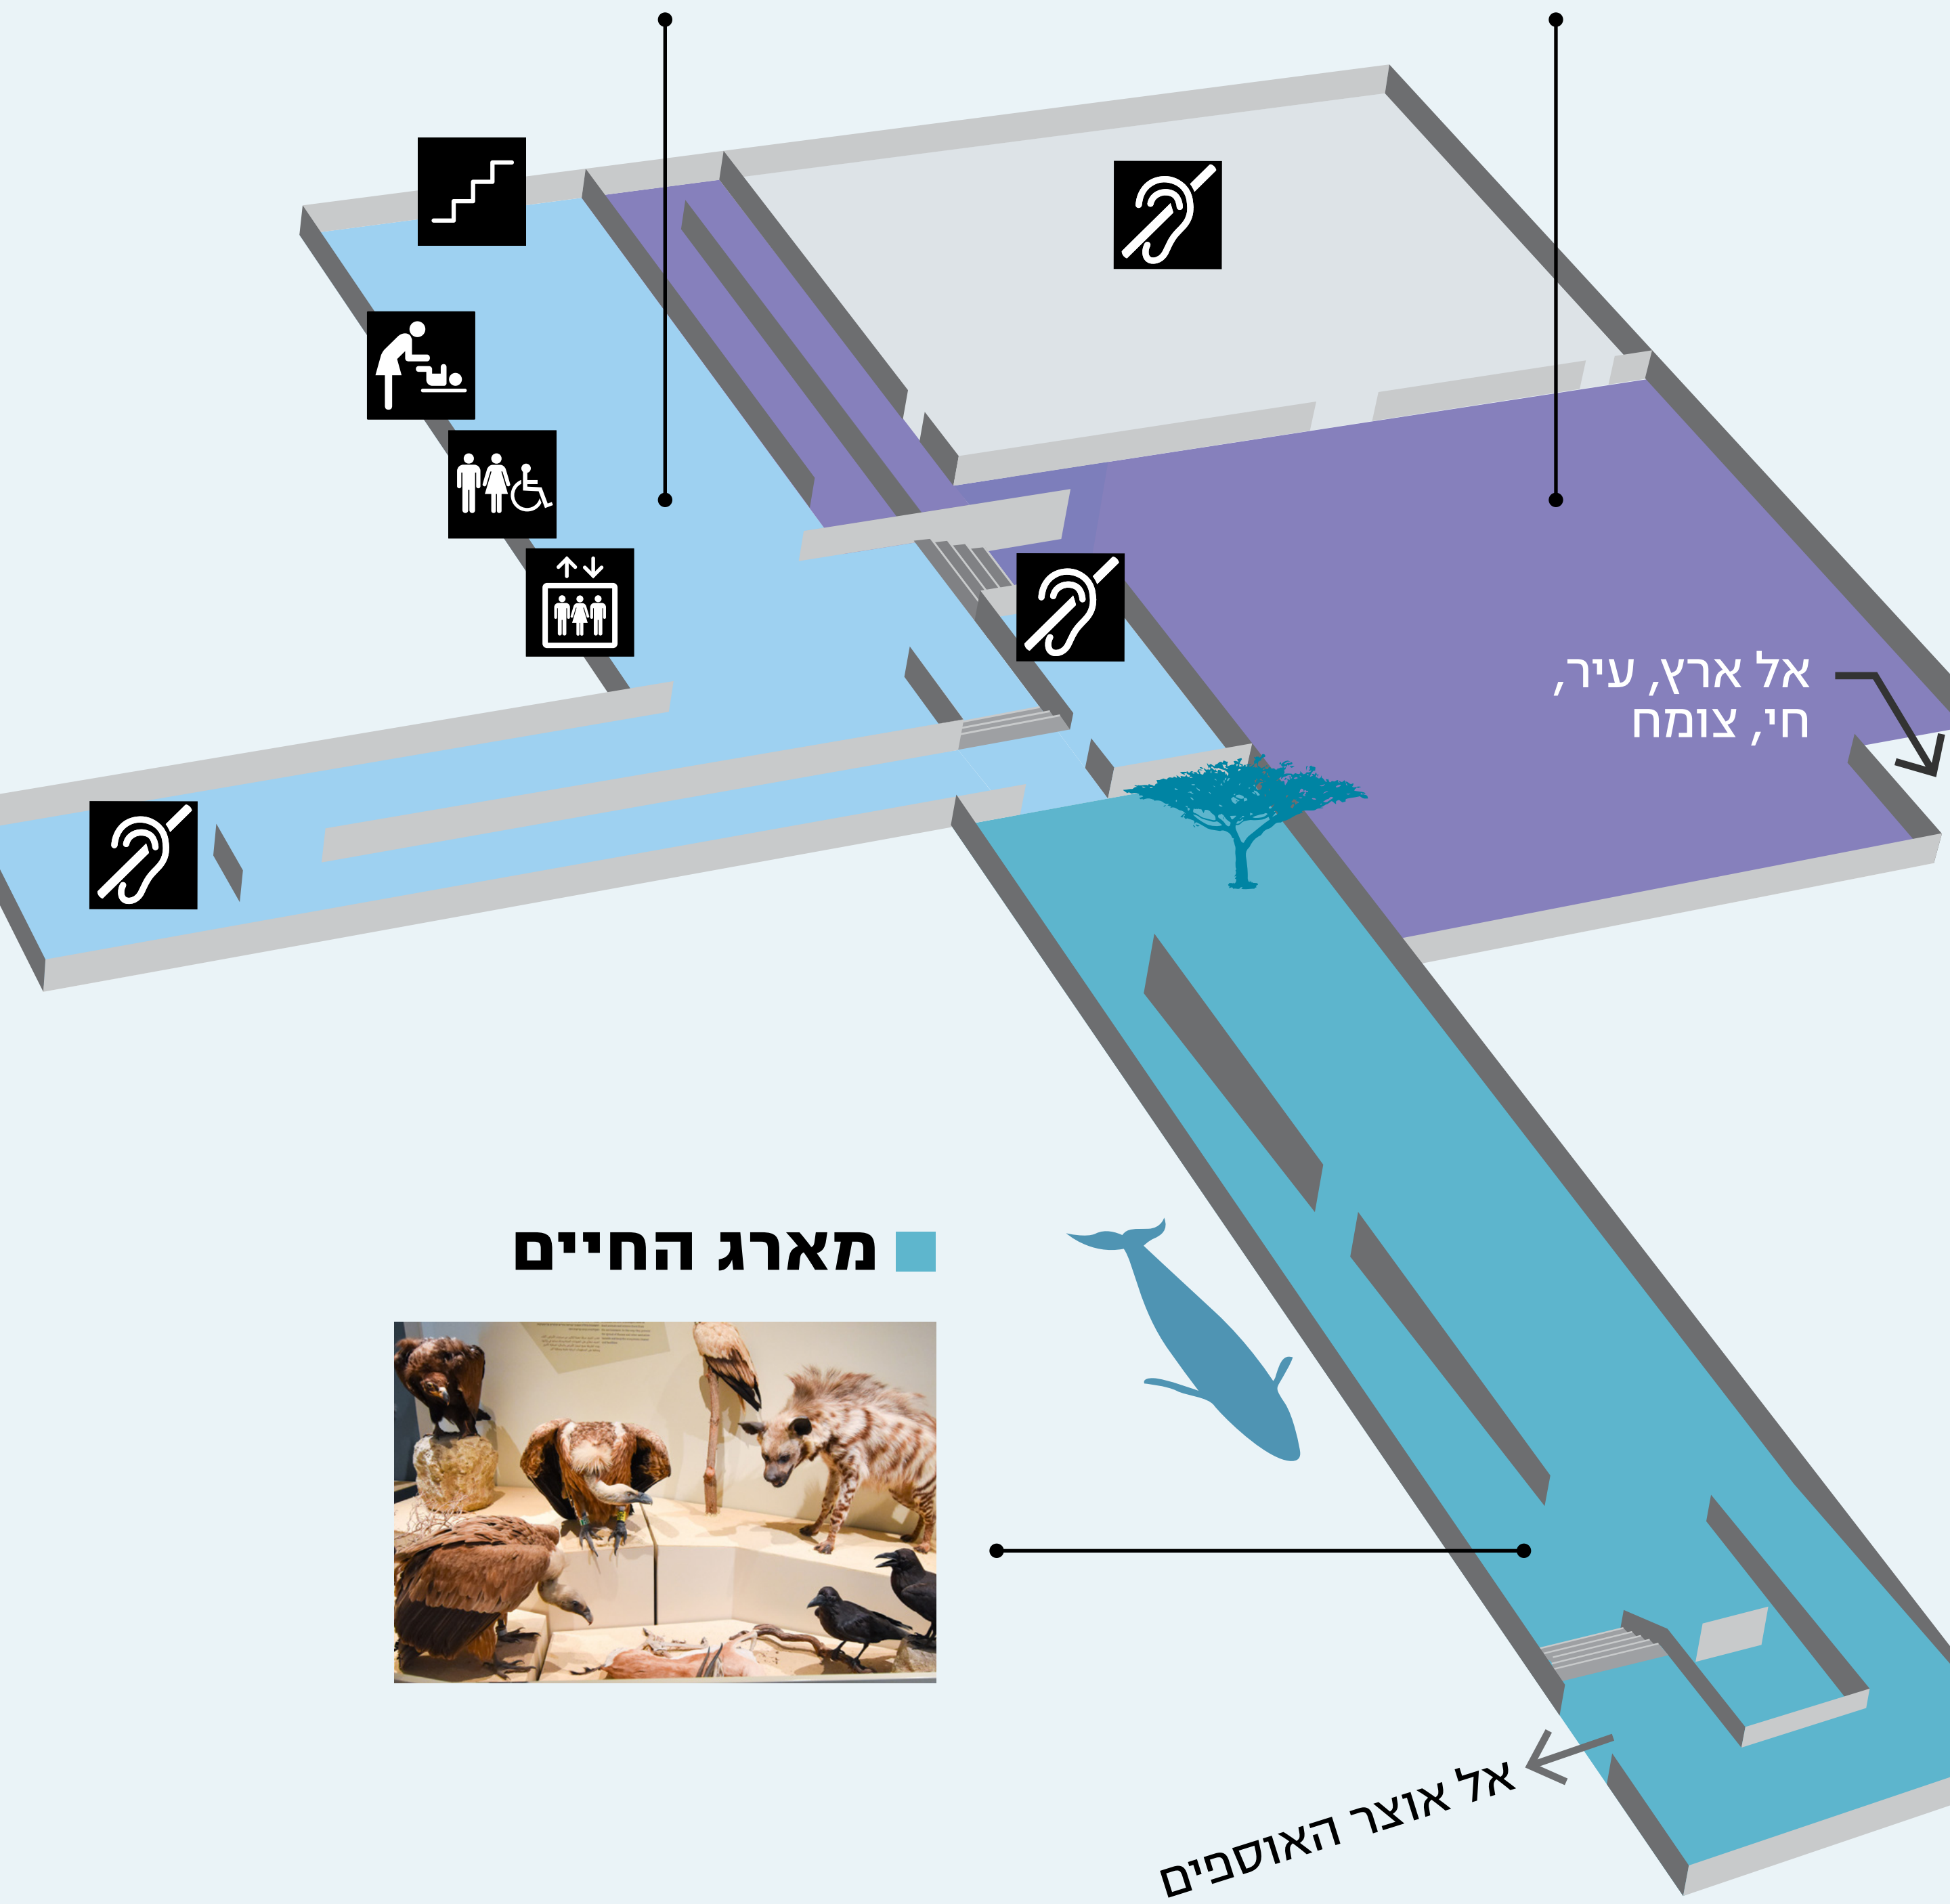 אל ארץ, עיר,
חי, צומח
מארג החיים
אל אוצר האוספים